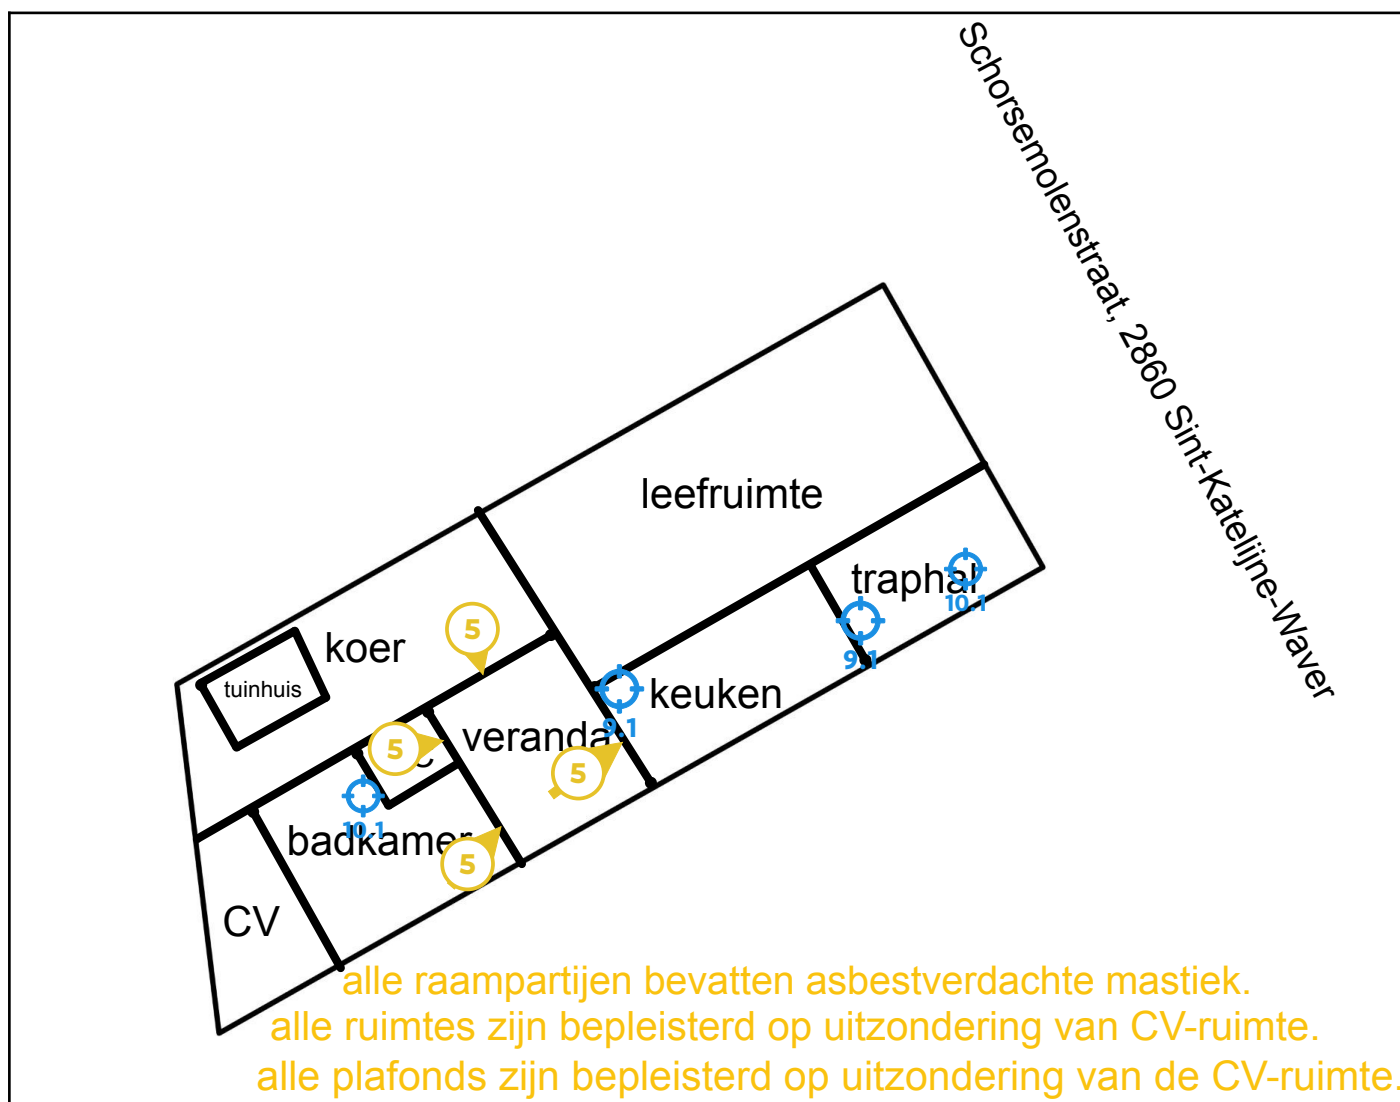 Schorsemolenstraat, 2860 Sint-Katelijne-Waver
leefruimte
traphal
10.1
9.1
5
koer
tuinhuis
keuken
9.1
veranda
5
5
10.1
badkamer
5
CV
alle raampartijen bevatten asbestverdachte mastiek.
alle ruimtes zijn bepleisterd op uitzondering van CV-ruimte.
alle plafonds zijn bepleisterd op uitzondering van de CV-ruimte.